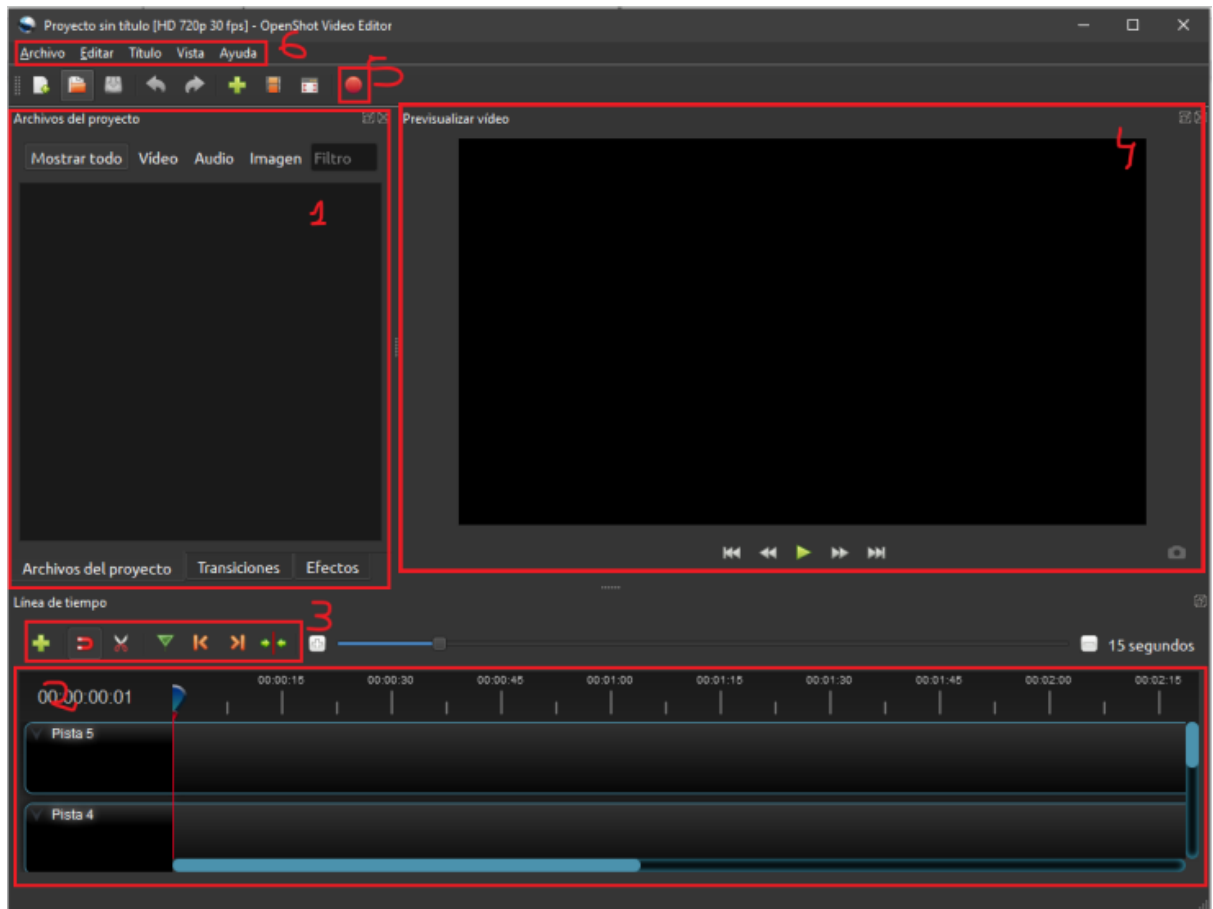 Proyecto sin título [HD 720p 30 fps] - OpenShot Video Editor
Archivo Editar Título Vista Ayuda 6
5
Archivos del proyecto
Previsualizar vídeo
4
Mostrar todo Vídeo Audio Imagen Filtro
1
Archivos del proyecto Transiciones Efectos
Línea de tiempo
3
15 segundos
00:00:00:01
2
00:00:15 00:00:30 00:00:45 00:01:00 00:01:15 00:01:30 00:01:45 00:02:00 00:02:15
Pista 5
Pista 4